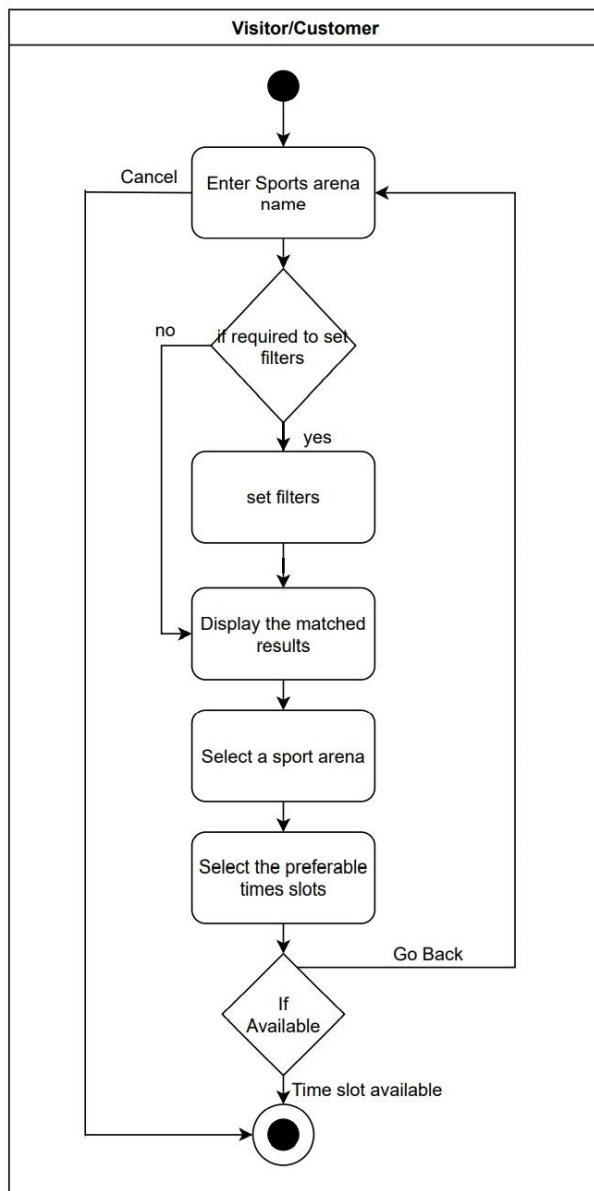 Visitor/Customer
Cancel
Enter Sports arena
name
no
if required to set
filters
yes
set filters
Display the matched
results
Select a sport arena
Select the preferable
times slots
Go Back
If
Available
Time slot available